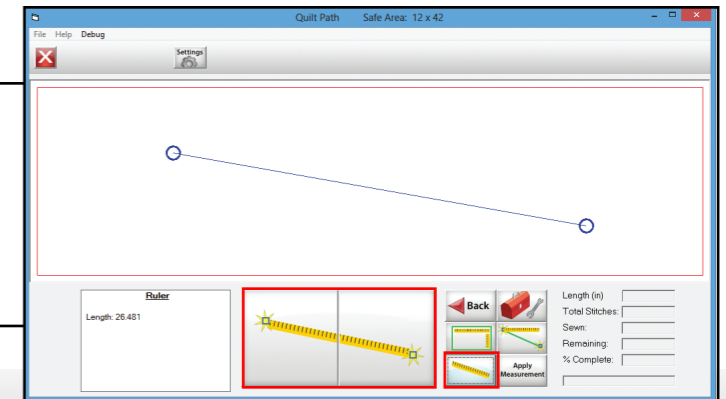 Quilt Path Safe Area: 12 x 42
File Help Debug
Settings
Ruler
Length: 26.481
Back
Apply
Measurement
Length (in)
Total Stitches:
Sewn:
Remaining:
% Complete: